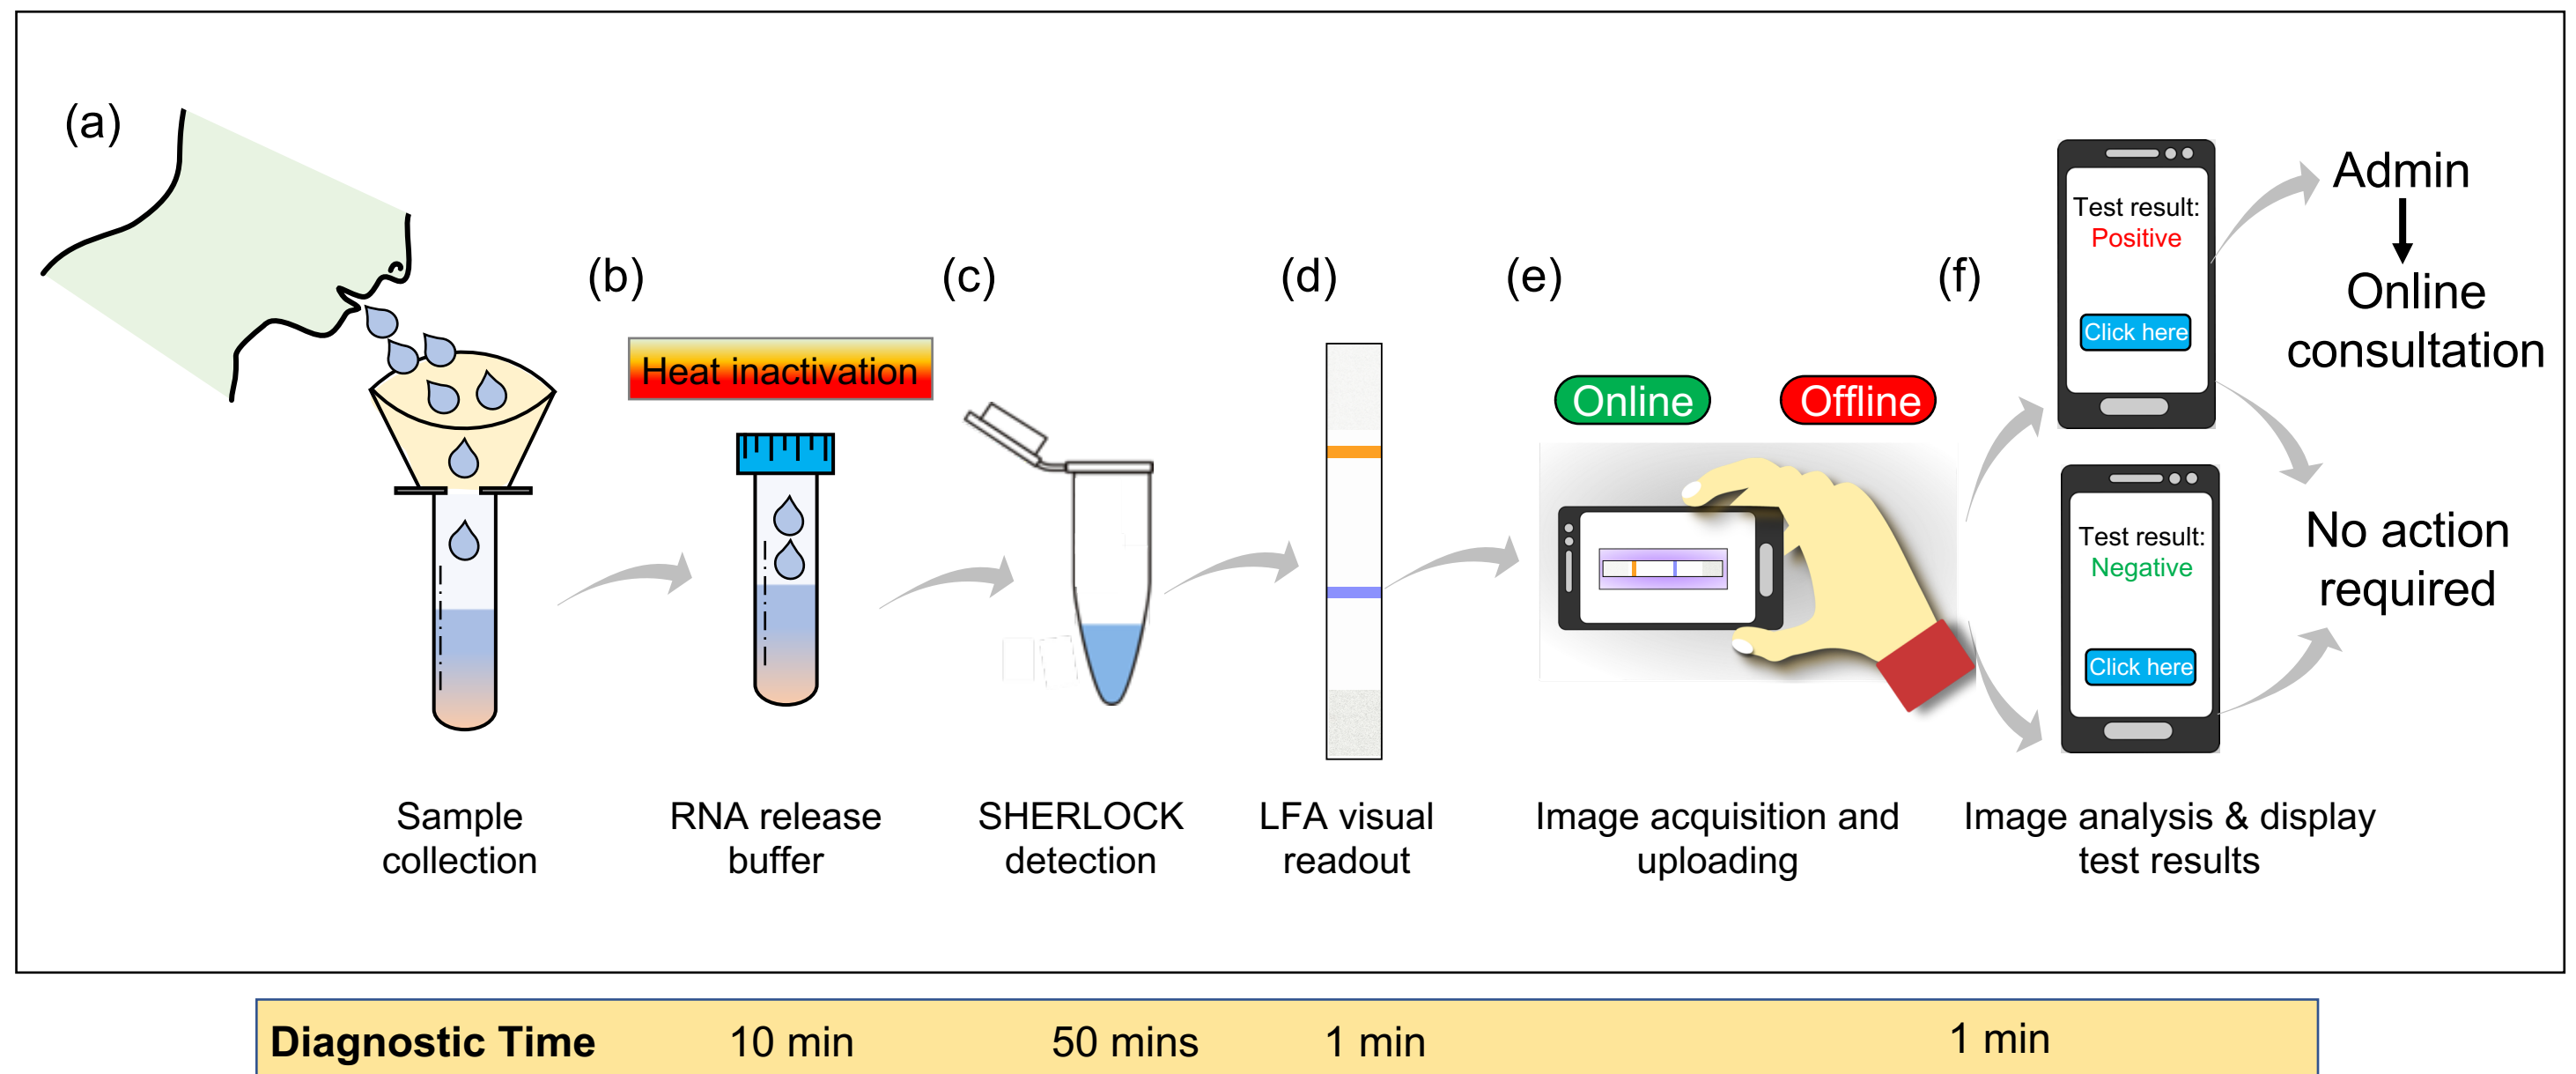 (a)
(b)
(c)
(d)
(e)
(f)
Heat inactivation
Online
Offline
Test result:
Positive
Click here
Admin
Online
consultation
Test result:
Negative
Click here
No action
required
Sample
collection
RNA release
buffer
SHERLOCK
detection
LFA visual
readout
Image acquisition and
uploading
Image analysis & display
test results
Diagnostic Time 10 min 50 mins 1 min 1 min